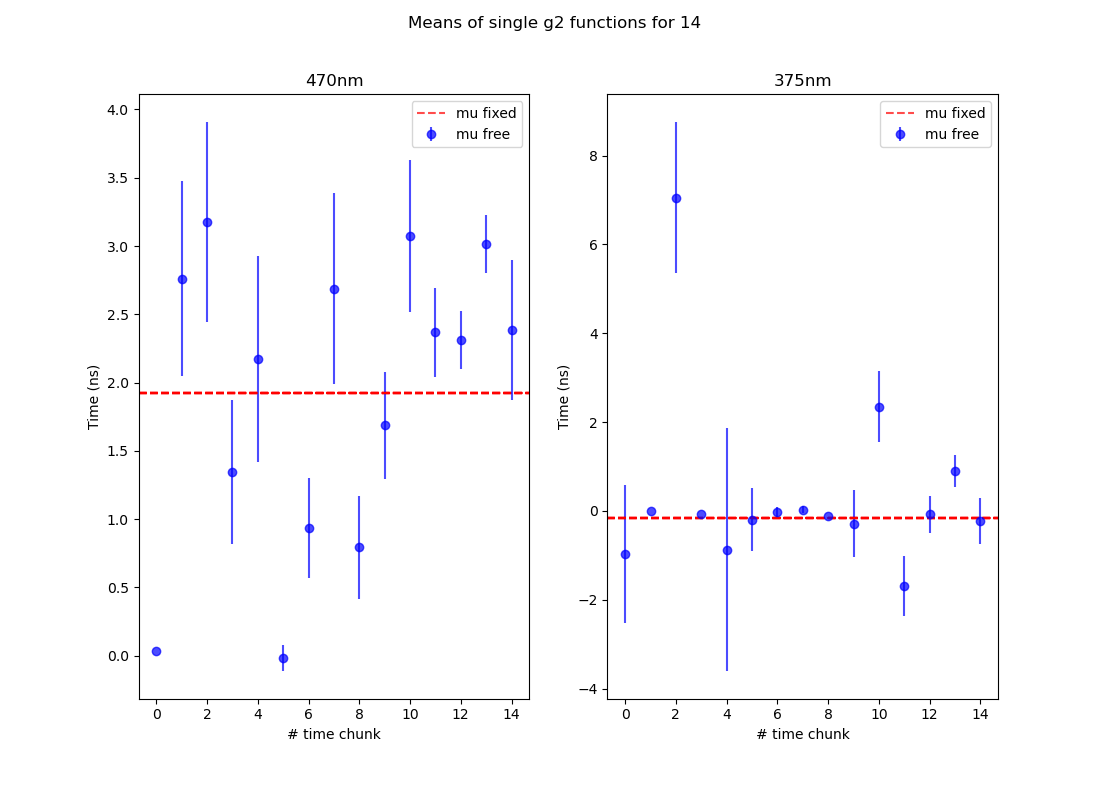 Means of single g2 functions for 14
470nm
mu fixed
mu free
4.0
3.5
3.0
2.5
2.0
1.5
1.0
0.5
0.0
Time (ns)
0 2 4 6 8 10 12 14
# time chunk
375nm
mu fixed
mu free
8
6
4
2
0
−2
−4
Time (ns)
0 2 4 6 8 10 12 14
# time chunk